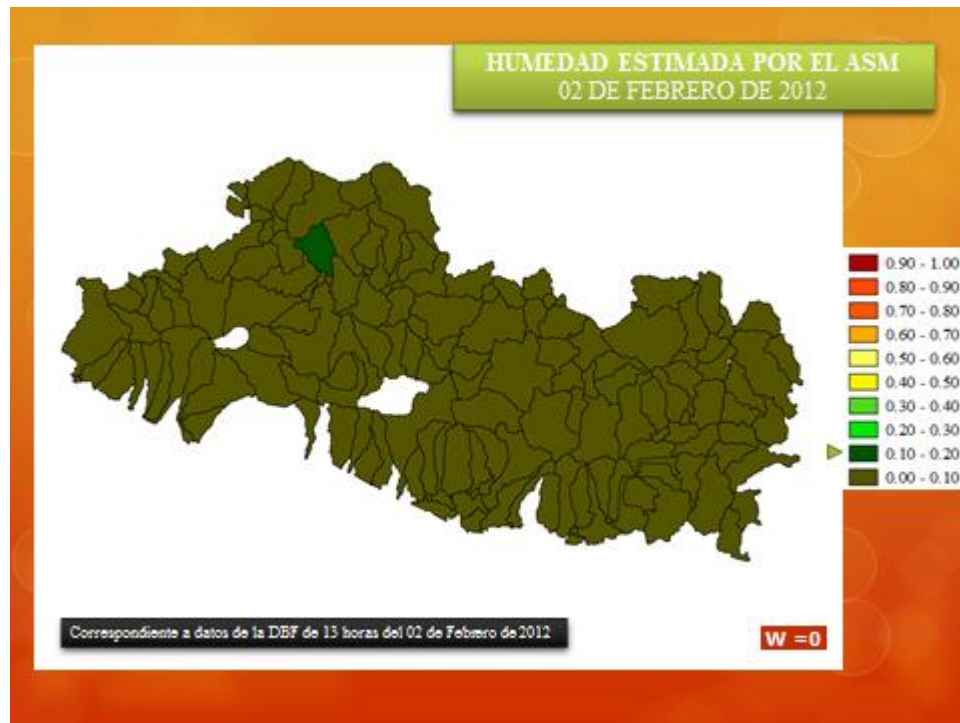 HUMEDAD ESTIMADA POR EL ASM
02 DE FEBRERO DE 2012
0.90 - 1.00
0.80 - 0.90
0.70 - 0.80
0.60 - 0.70
0.50 - 0.60
0.40 - 0.50
0.30 - 0.40
0.20 - 0.30
0.10 - 0.20
0.00 - 0.10
Correspondiente a datos de la DBF de 13 horas del 02 de Febrero de 2012
W =0